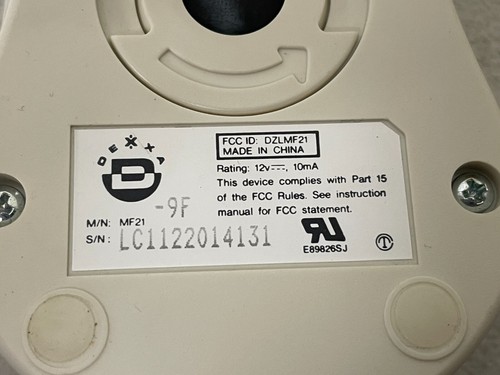 DEXXA
D
-9F
M/N: MF21
S/N: LC1122014131
FCC ID: DZLMF21
MADE IN CHINA
Rating: 12v⎓, 10mA
This device complies with Part 15
of the FCC Rules. See instruction
manual for FCC statement.
RU
E89826SJ
T